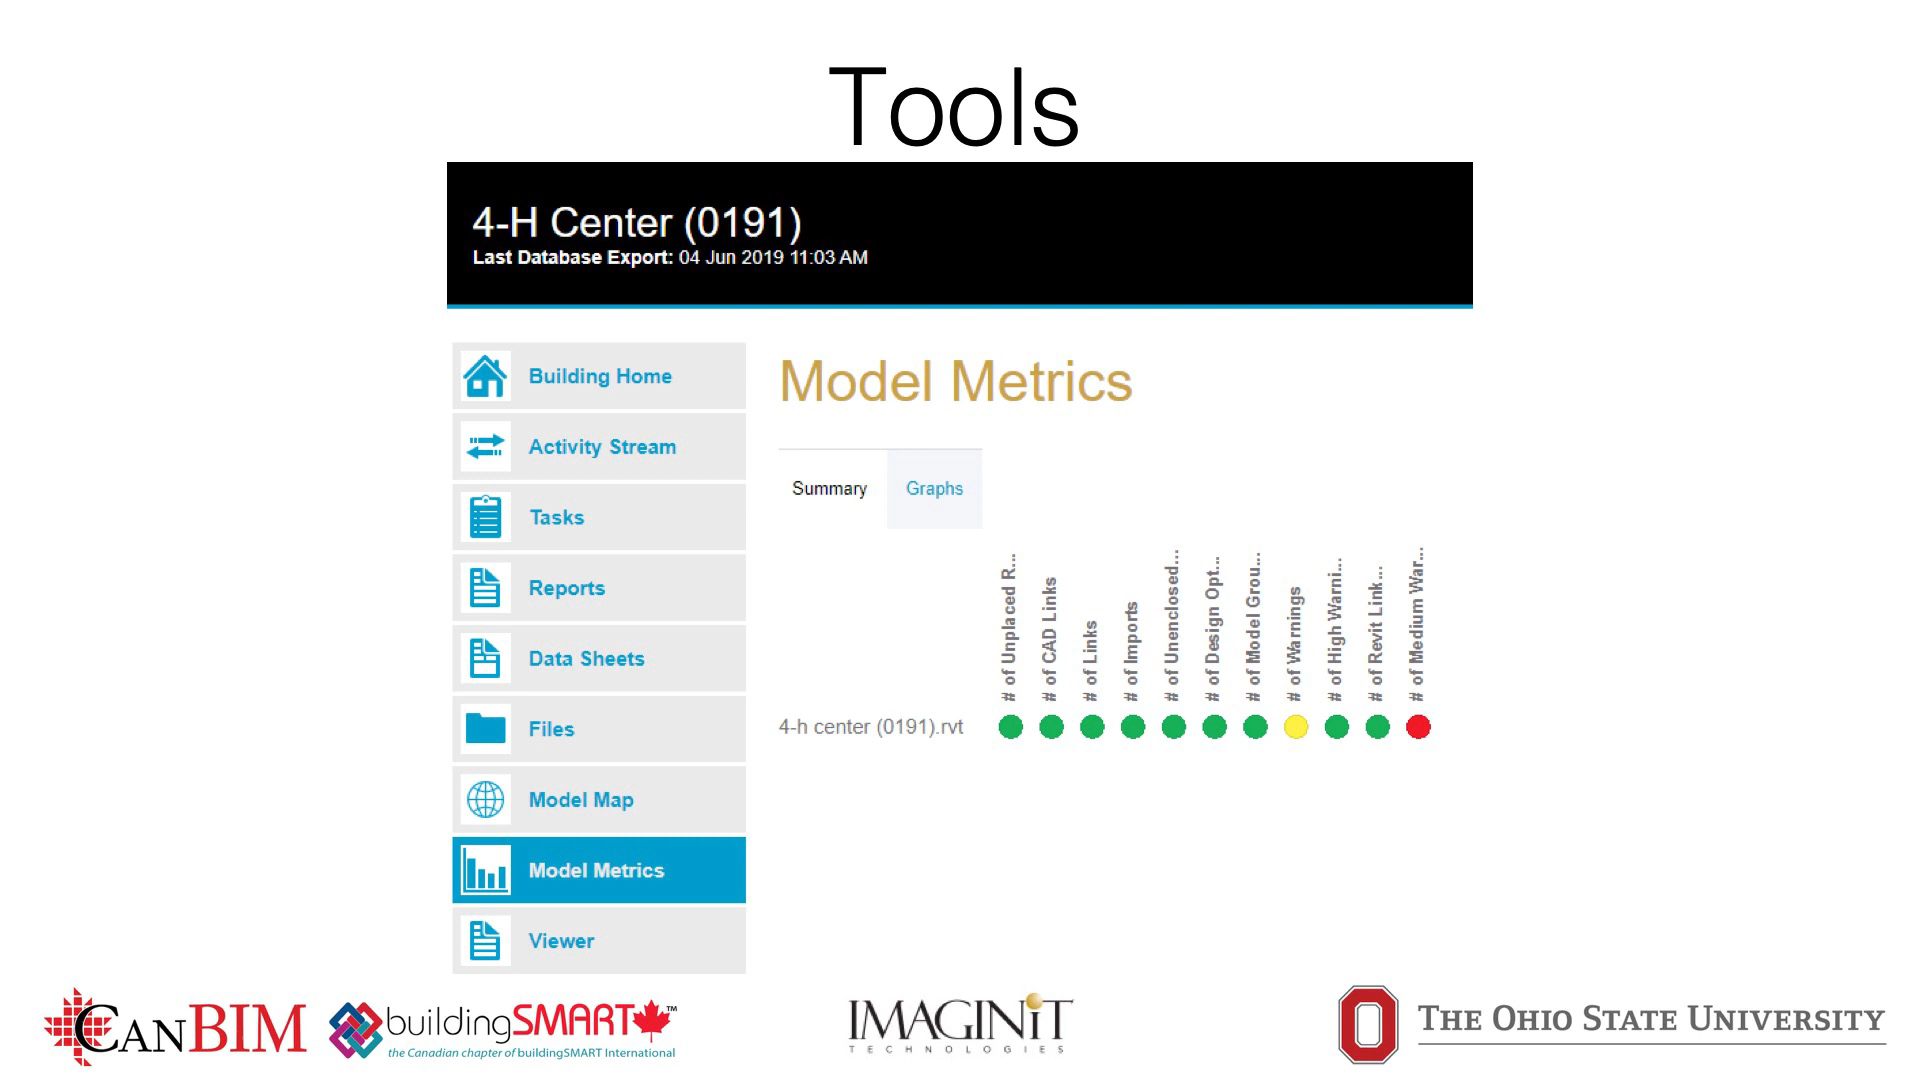 Tools
4-H Center (0191)
Last Database Export: 04 Jun 2019 11:03 AM
Building Home
Activity Stream
Tasks
Reports
Data Sheets
Files
Model Map
Model Metrics
Viewer
Model Metrics
Summary Graphs
# of Unplaced R...
# of CAD Links
# of Links
# of Imports
# of Unenclosed...
# of Design Opt...
# of Model Grou...
# of Warnings
# of High Warni...
# of Revit Link...
# of Medium War...
4-h center (0191).rvt
CANBIM
buildingSMART™
the Canadian chapter of buildingSMART International
IMAGINiT
TECHNOLOGIES
THE OHIO STATE UNIVERSITY